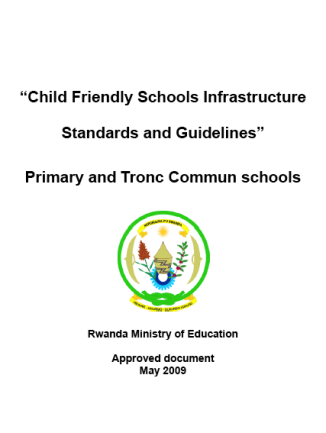 “Child Friendly Schools Infrastructure
Standards and Guidelines”
Primary and Tronc Commun schools
Rwanda Ministry of Education
Approved document
May 2009